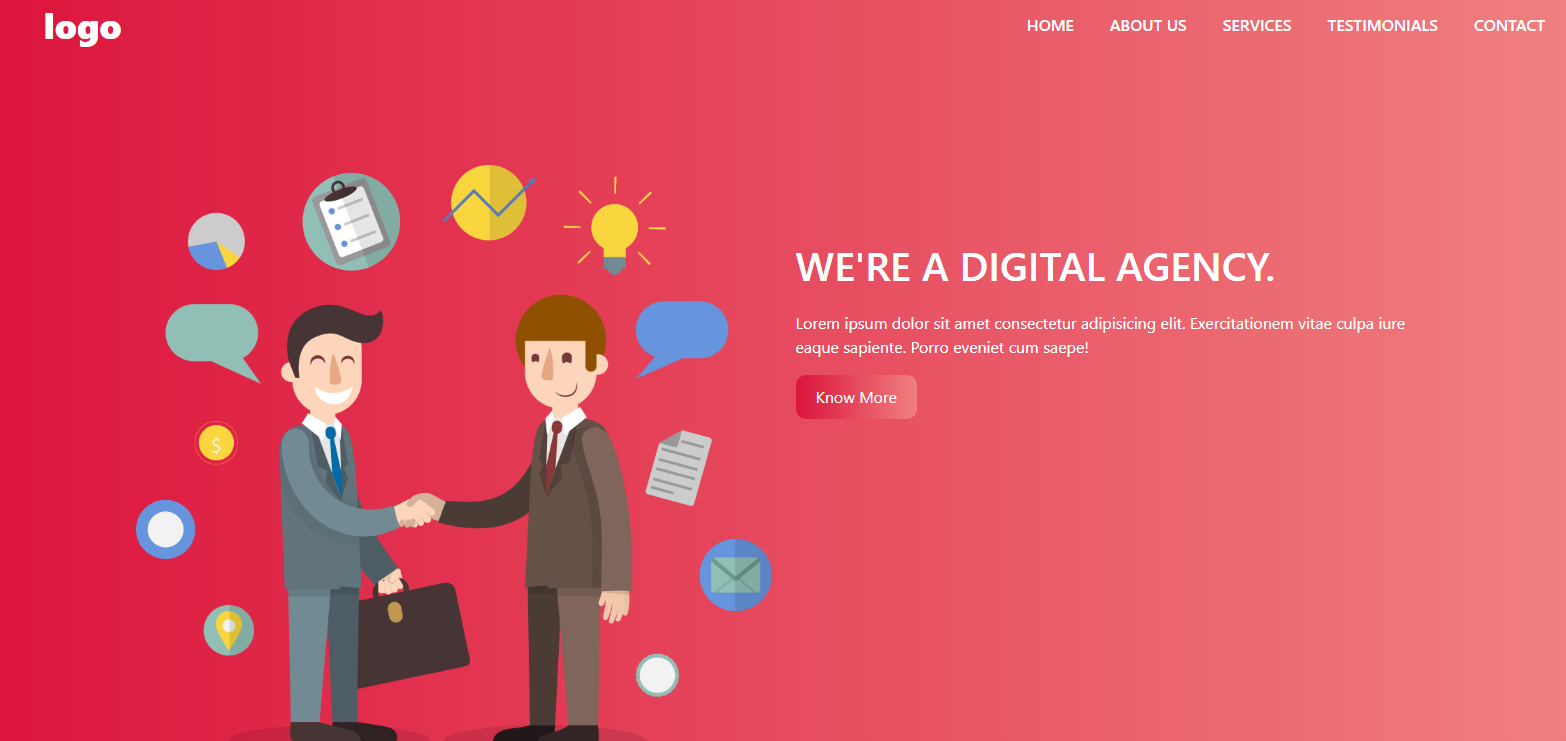 logo
HOME ABOUT US SERVICES TESTIMONIALS CONTACT
WE'RE A DIGITAL AGENCY.
Lorem ipsum dolor sit amet consectetur adipisicing elit. Exercitationem vitae culpa iure
eaque sapiente. Porro eveniet cum saepe!
Know More
$